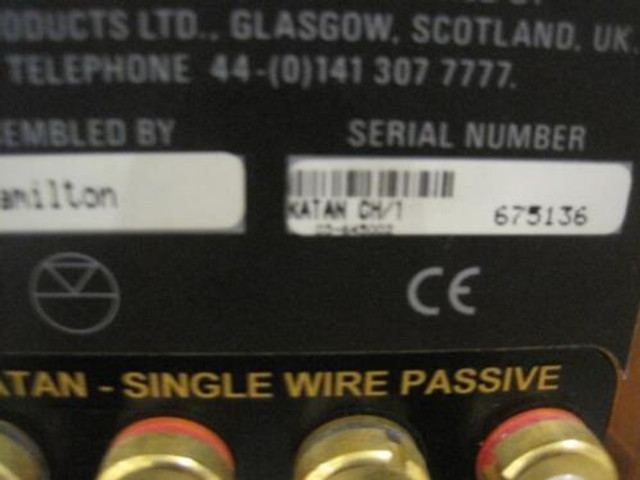 ODUCTS LTD., GLASGOW, SCOTLAND, UK.
TELEPHONE 44-(0)141 307 7777.
EMBLED BY
SERIAL NUMBER
amilton
KATAN CH/1
675136
CE
ATAN - SINGLE WIRE PASSIVE